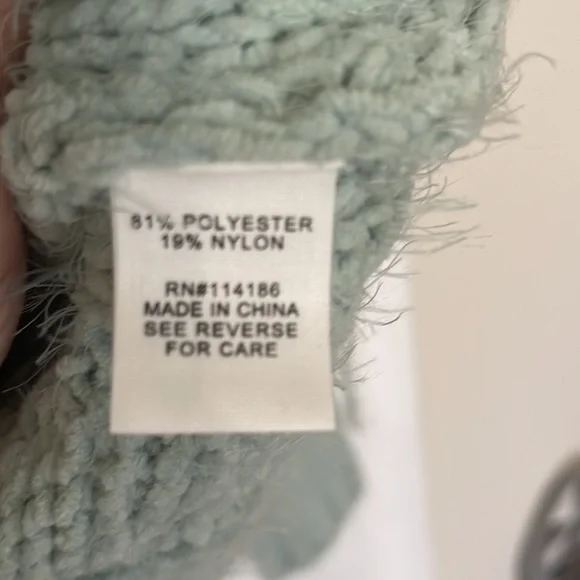 81% POLYESTER
19% NYLON
RN#114186
MADE IN CHINA
SEE REVERSE
FOR CARE